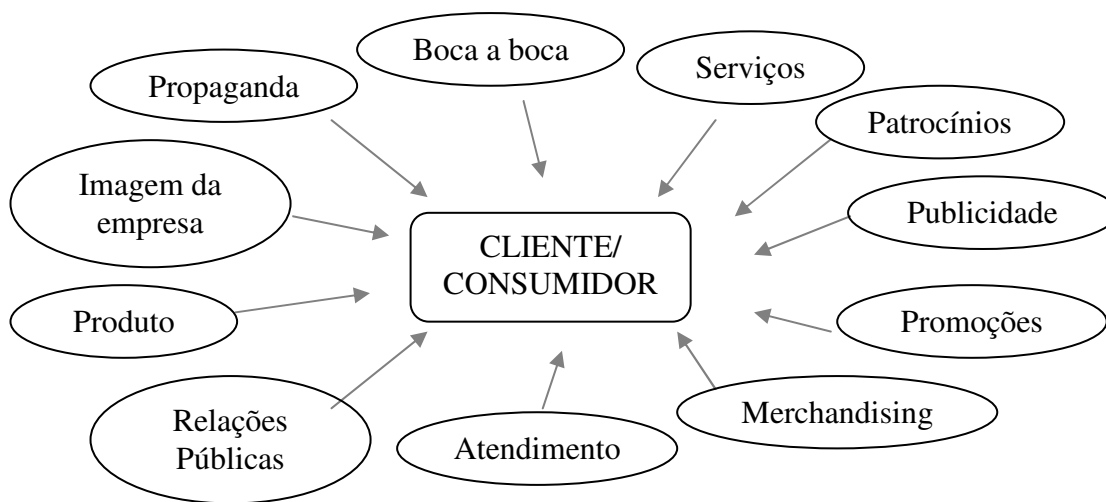 Boca a boca
Serviços
Propaganda
Patrocínios
Imagem da
empresa
Publicidade
CLIENTE/
CONSUMIDOR
Produto
Promoções
Relações
Públicas
Atendimento
Merchandising